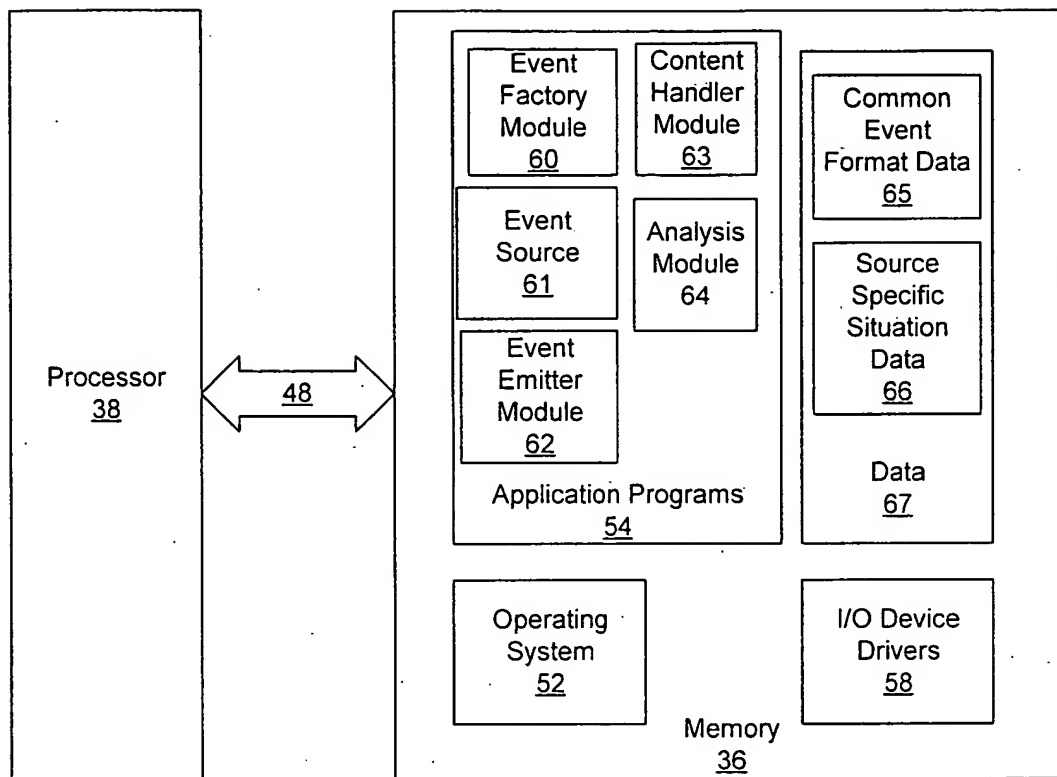 Processor
38
48
Event
Factory
Module
60
Content
Handler
Module
63
Event
Source
61
Analysis
Module
64
Event
Emitter
Module
62
Application Programs
54
Common
Event
Format Data
65
Source
Specific
Situation
Data
66
Data
67
Operating
System
52
I/O Device
Drivers
58
Memory
36